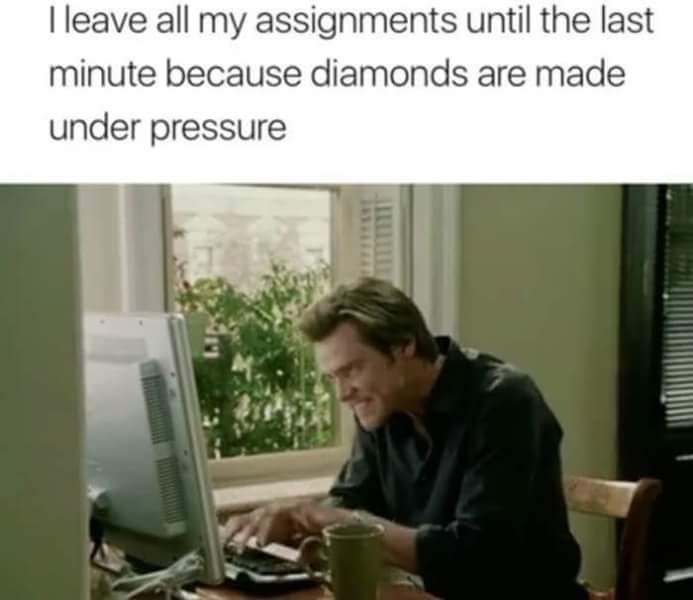 I leave all my assignments until the last
minute because diamonds are made
under pressure